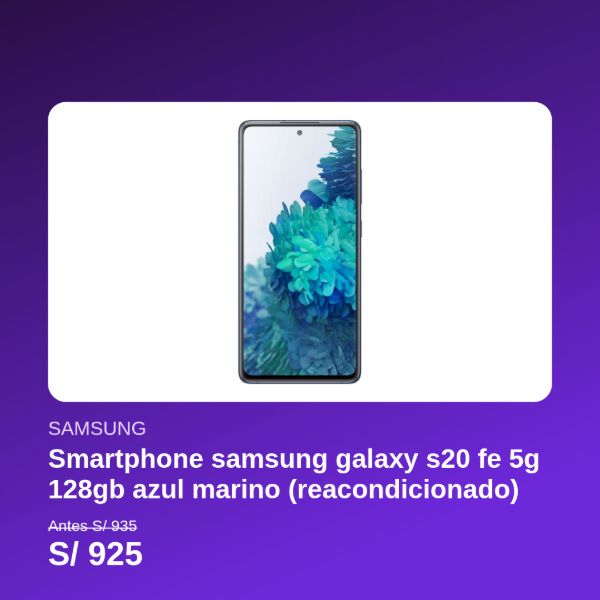 SAMSUNG
Smartphone samsung galaxy s20 fe 5g
128gb azul marino (reacondicionado)
Antes S/ 935
S/ 925